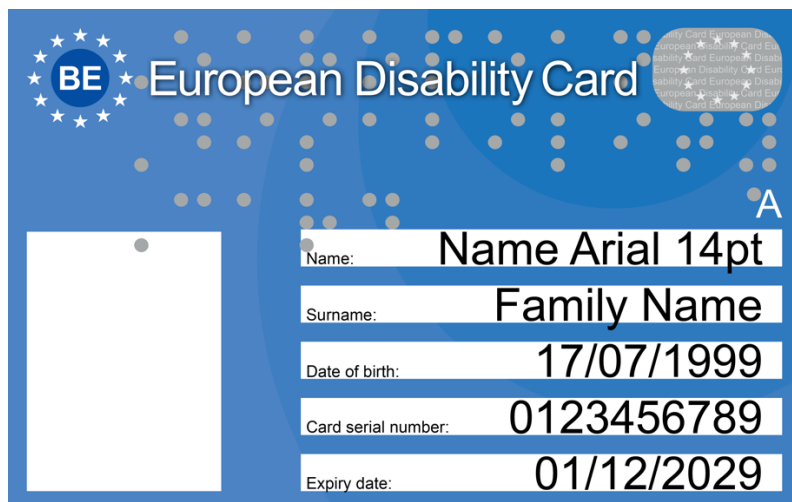 BE European Disability Card
A
Name: Name Arial 14pt
Surname: Family Name
Date of birth: 17/07/1999
Card serial number: 0123456789
Expiry date: 01/12/2029